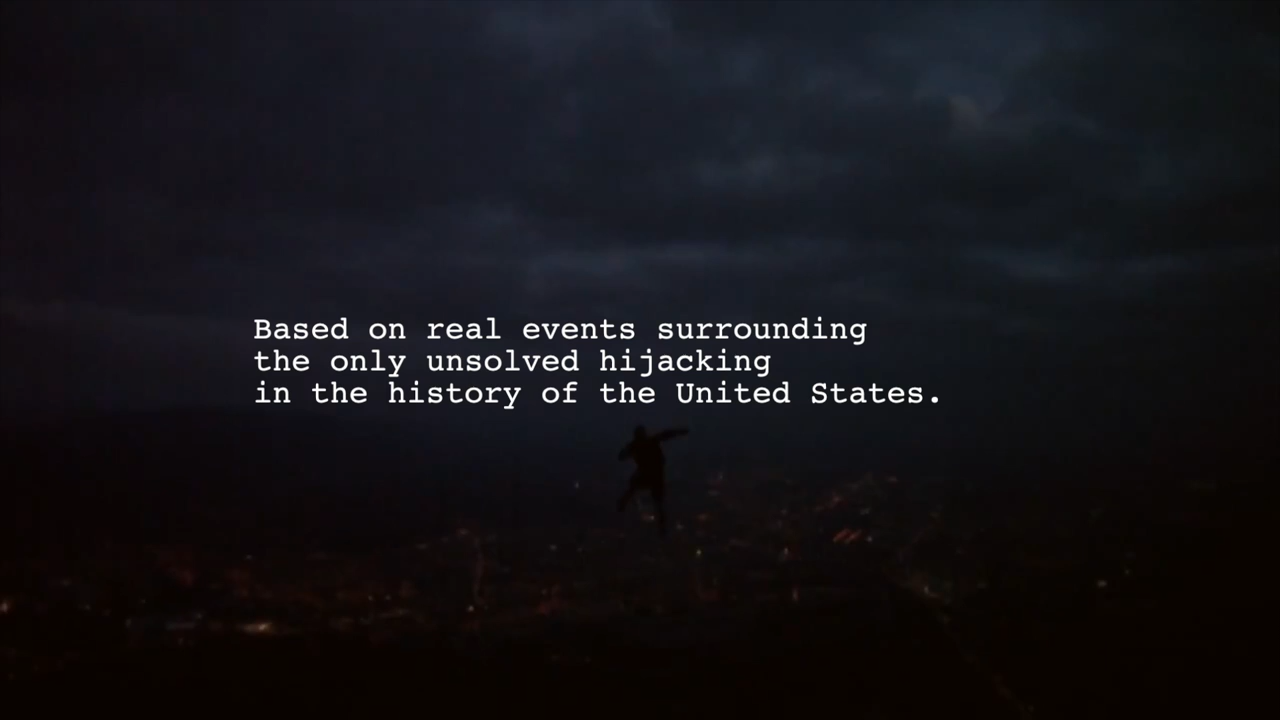 Based on real events surrounding
the only unsolved hijacking
in the history of the United States.